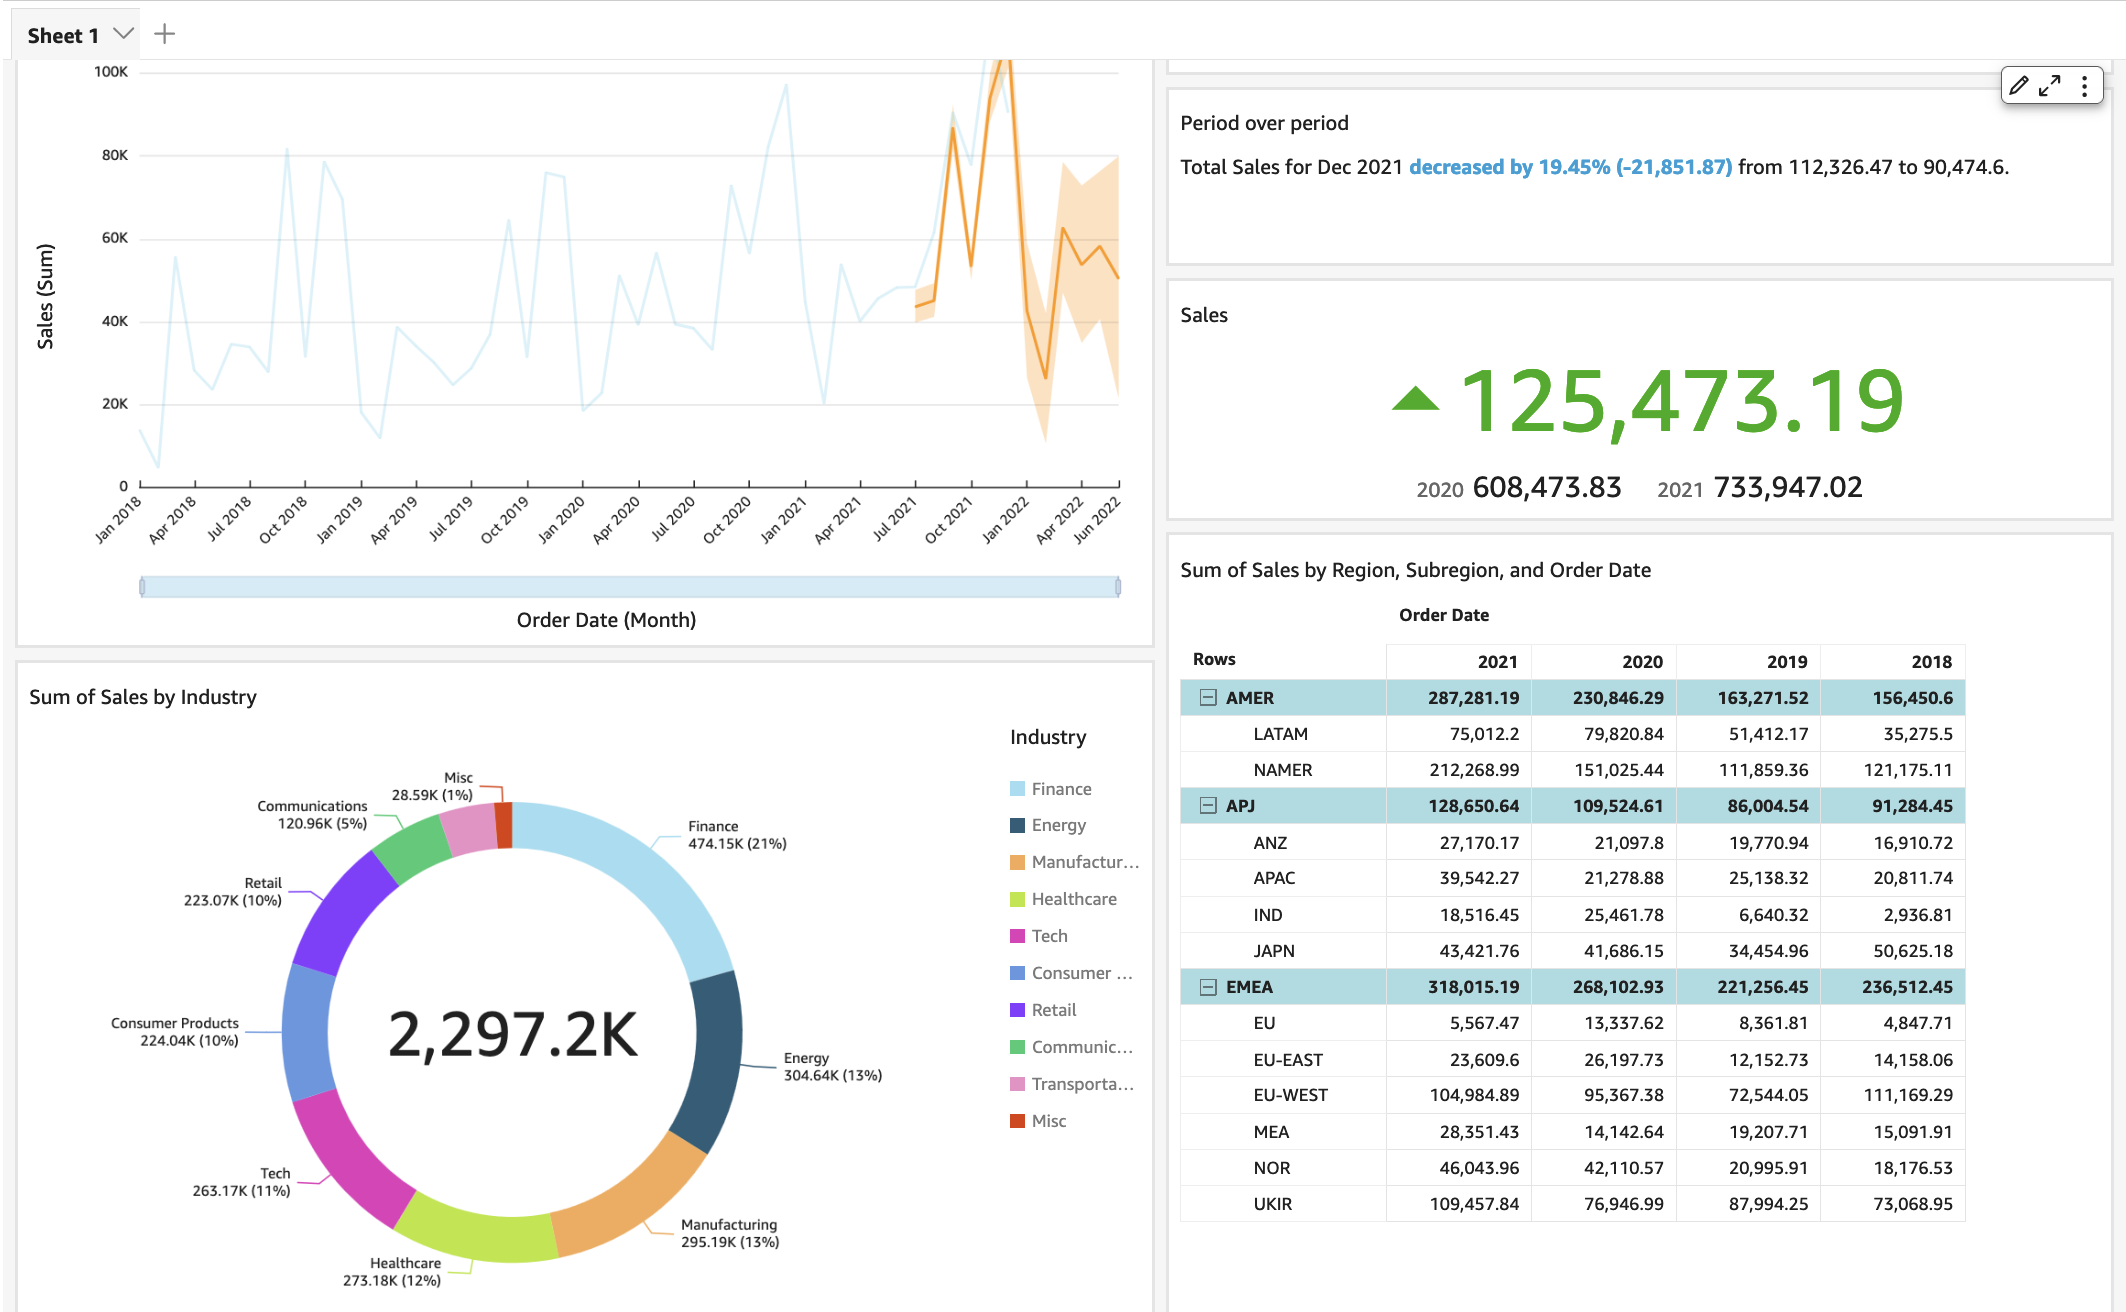 Sheet 1
100K
80K
60K
40K
20K
0
Sales (Sum)
Jan 2018
Apr 2018
Jul 2018
Oct 2018
Jan 2019
Apr 2019
Jul 2019
Oct 2019
Jan 2020
Apr 2020
Jul 2020
Oct 2020
Jan 2021
Apr 2021
Jul 2021
Oct 2021
Jan 2022
Apr 2022
Jun 2022
Order Date (Month)
Period over period
Total Sales for Dec 2021 decreased by 19.45% (-21,851.87) from 112,326.47 to 90,474.6.
Sales
125,473.19
2020 608,473.83 2021 733,947.02
Sum of Sales by Industry
Misc
28.59K (1%)
Communications
120.96K (5%)
Finance
474.15K (21%)
Retail
223.07K (10%)
Consumer Products
224.04K (10%)
2,297.2K
Energy
304.64K (13%)
Tech
263.17K (11%)
Manufacturing
295.19K (13%)
Healthcare
273.18K (12%)
Industry
Finance
Energy
Manufactur...
Healthcare
Tech
Consumer ...
Retail
Communic...
Transporta...
Misc
Sum of Sales by Region, Subregion, and Order Date
Order Date
Rows 2021 2020 2019 2018
AMER 287,281.19 230,846.29 163,271.52 156,450.6
LATAM 75,012.2 79,820.84 51,412.17 35,275.5
NAMER 212,268.99 151,025.44 111,859.36 121,175.11
APJ 128,650.64 109,524.61 86,004.54 91,284.45
ANZ 27,170.17 21,097.8 19,770.94 16,910.72
APAC 39,542.27 21,278.88 25,138.32 20,811.74
IND 18,516.45 25,461.78 6,640.32 2,936.81
JAPN 43,421.76 41,686.15 34,454.96 50,625.18
EMEA 318,015.19 268,102.93 221,256.45 236,512.45
EU 5,567.47 13,337.62 8,361.81 4,847.71
EU-EAST 23,609.6 26,197.73 12,152.73 14,158.06
EU-WEST 104,984.89 95,367.38 72,544.05 111,169.29
MEA 28,351.43 14,142.64 19,207.71 15,091.91
NOR 46,043.96 42,110.57 20,995.91 18,176.53
UKIR 109,457.84 76,946.99 87,994.25 73,068.95